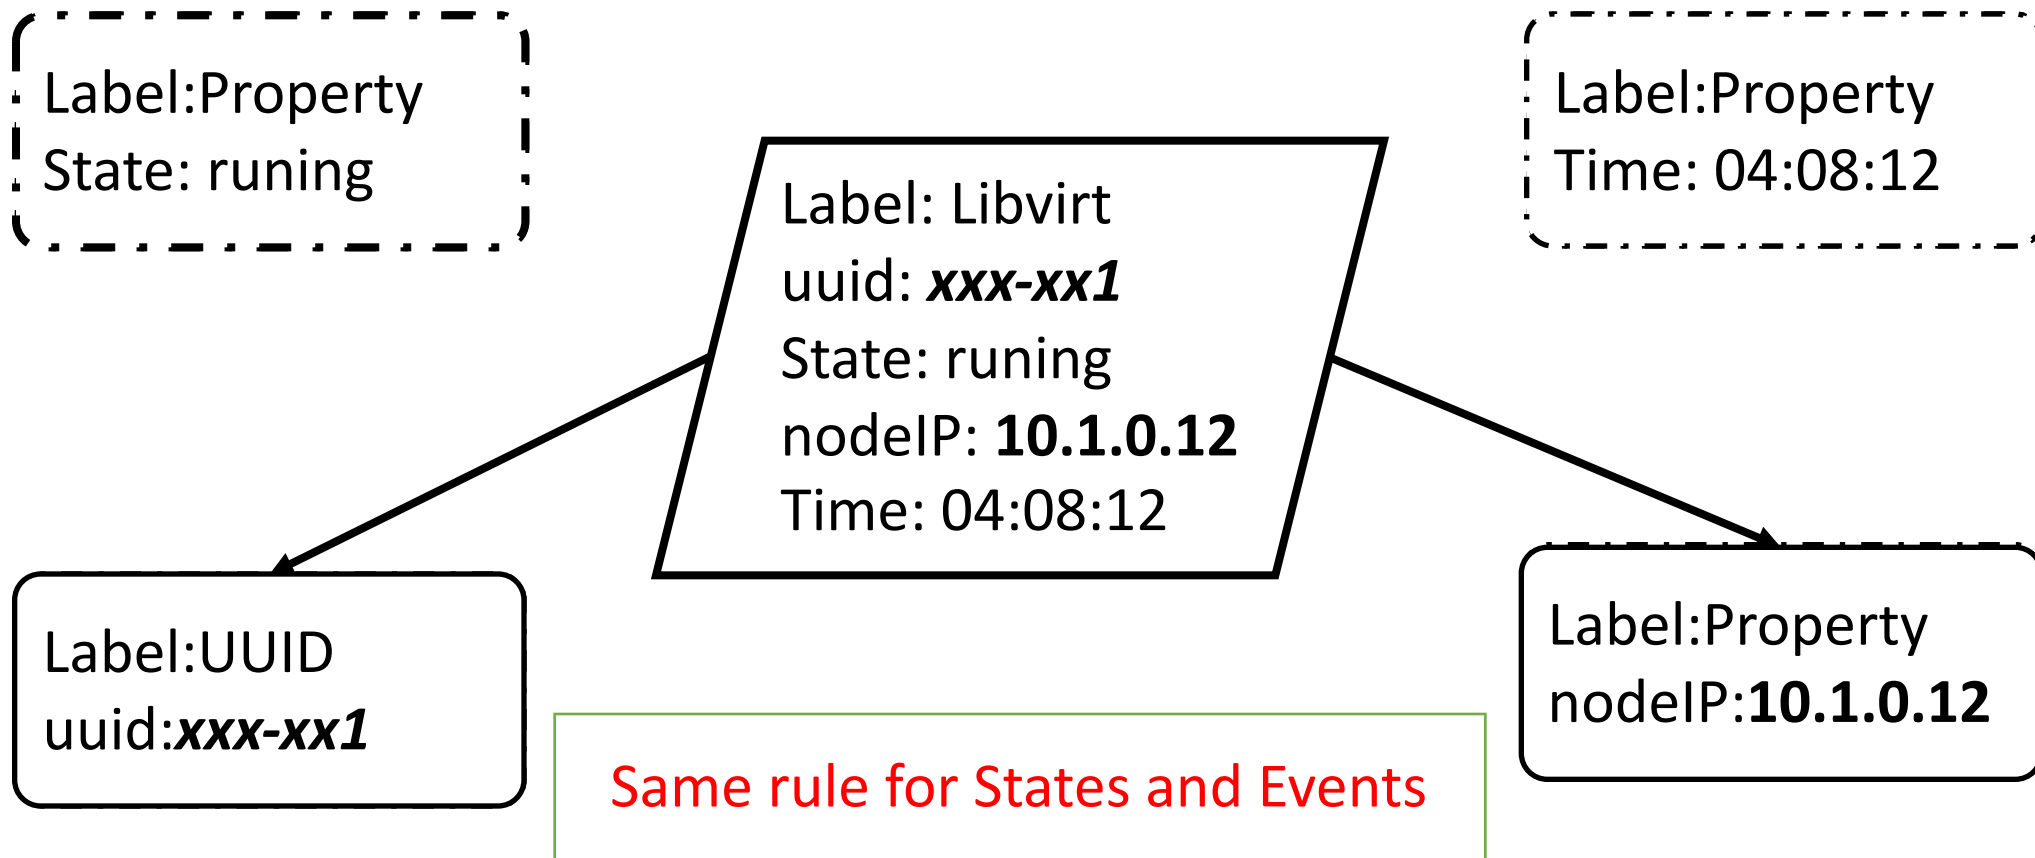 Label:Property
State: runing
Label:Property
Time: 04:08:12
Label: Libvirt
uuid: xxx-xx1
State: runing
nodeIP: 10.1.0.12
Time: 04:08:12
Label:UUID
uuid:xxx-xx1
Label:Property
nodeIP:10.1.0.12
Same rule for States and Events